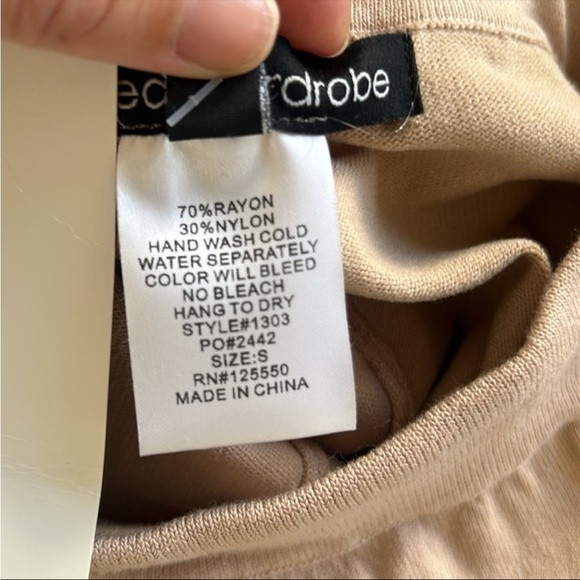 drobe
70%RAYON
30%NYLON
HAND WASH COLD
WATER SEPARATELY
COLOR WILL BLEED
NO BLEACH
HANG TO DRY
STYLE#1303
PO#2442
SIZE:S
RN#125550
MADE IN CHINA